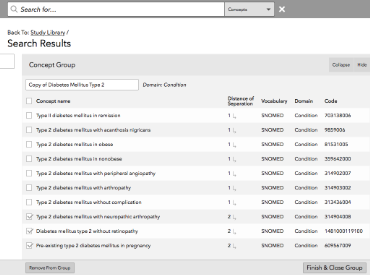 Search for...
Concepts
Back To: Study Library /
Search Results
Concept Group
Collapse Hide
Copy of Diabetes Mellitus Type 2 Domain: Condition
Concept name Distance of Separation Vocabulary Domain Code
Type II diabetes mellitus in remission 1 SNOMED Condition 703138006
Type 2 diabetes mellitus with acanthosis nigricans 1 SNOMED Condition 9859006
Type 2 diabetes mellitus in obese 1 SNOMED Condition 81531005
Type 2 diabetes mellitus in nonobese 1 SNOMED Condition 359642000
Type 2 diabetes mellitus with peripheral angiopathy 1 SNOMED Condition 314902007
Type 2 diabetes mellitus with arthropathy 1 SNOMED Condition 314903002
Type 2 diabetes mellitus without complication 1 SNOMED Condition 313436004
Type 2 diabetes mellitus with neuropathic arthropathy 2 SNOMED Condition 314904008
Diabetes mellitus type 2 without retinopathy 2 SNOMED Condition 1481000119100
Pre-existing type 2 diabetes mellitus in pregnancy 2 SNOMED Condition 609567009
Remove From Group Finish & Close Group